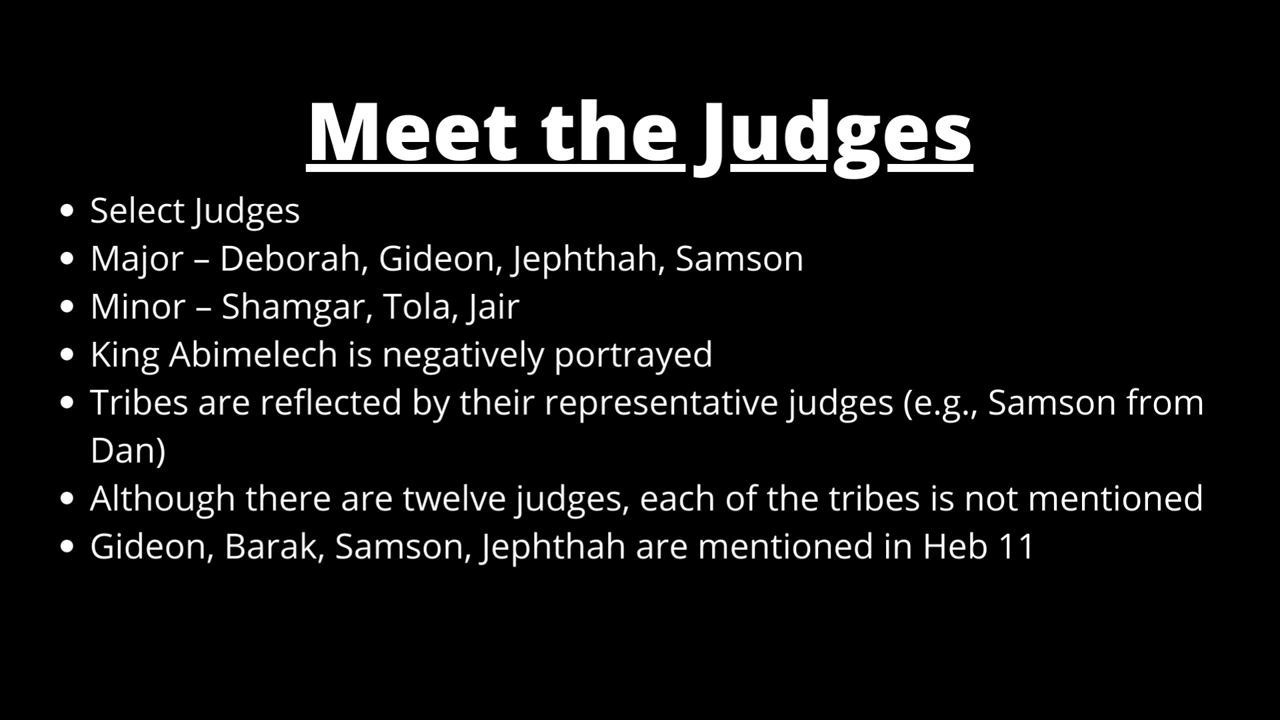 Meet the Judges
• Select Judges
• Major – Deborah, Gideon, Jephthah, Samson
• Minor – Shamgar, Tola, Jair
• King Abimelech is negatively portrayed
• Tribes are reflected by their representative judges (e.g., Samson from
Dan)
• Although there are twelve judges, each of the tribes is not mentioned
• Gideon, Barak, Samson, Jephthah are mentioned in Heb 11